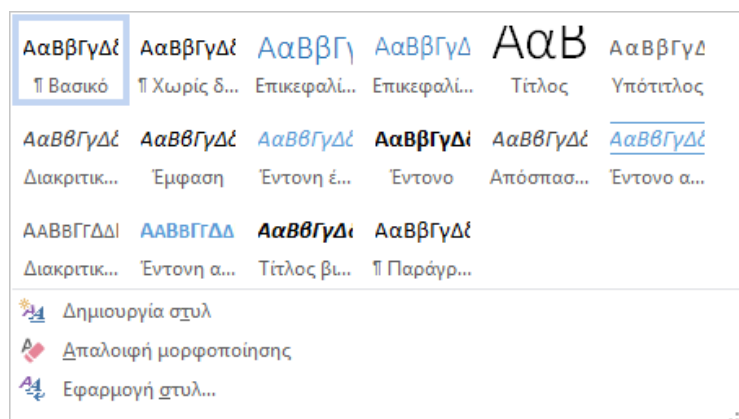 ΑαΒβΓγΔδ ΑαΒβΓγΔδ ΑαΒβΓγ ΑαΒβΓγΔ ΑαΒ ΑαΒβΓγΔ
¶ Βασικό ¶ Χωρίς δ... Επικεφαλί... Επικεφαλί... Τίτλος Υπότιτλος
ΑαΒβΓγΔδ ΑαΒβΓγΔδ ΑαΒβΓγΔδ ΑαΒβΓγΔδ ΑαΒβΓγΔδ ΑαΒβΓγΔδ
Διακριτικ... Έμφαση Έντονη έ... Έντονο Απόσπασ... Έντονο α...
ΑΑΒΒΓΓΔΔΙ ΑΑΒΒΓΓΔΔ ΑαΒβΓγΔδ ΑαΒβΓγΔδ
Διακριτικ... Έντονη α... Τίτλος βι... ¶ Παράγρ...
Δημιουργία στυλ
Απαλοιφή μορφοποίησης
Εφαρμογή στυλ...